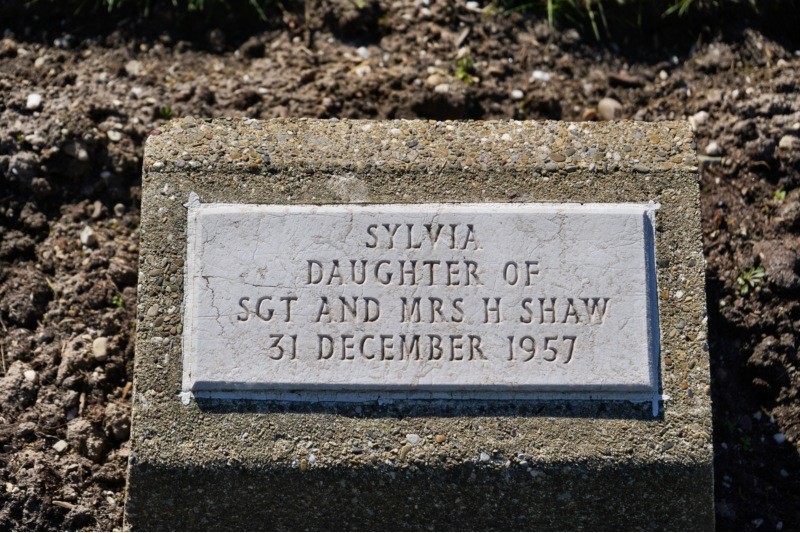 SYLVIA
DAUGHTER OF
SGT AND MRS H SHAW
31 DECEMBER 1957